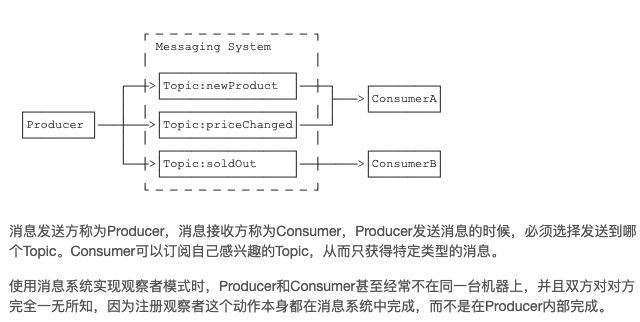 Messaging System
Topic:newProduct
ConsumerA
Producer
Topic:priceChanged
Topic:soldOut
ConsumerB
消息发送方称为Producer，消息接收方称为Consumer，Producer发送消息的时候，必须选择发送到哪
个Topic。Consumer可以订阅自己感兴趣的Topic，从而只获得特定类型的消息。
使用消息系统实现观察者模式时，Producer和Consumer甚至经常不在同一台机器上，并且双方对对方
完全一无所知，因为注册观察者这个动作本身都在消息系统中完成，而不是在Producer内部完成。